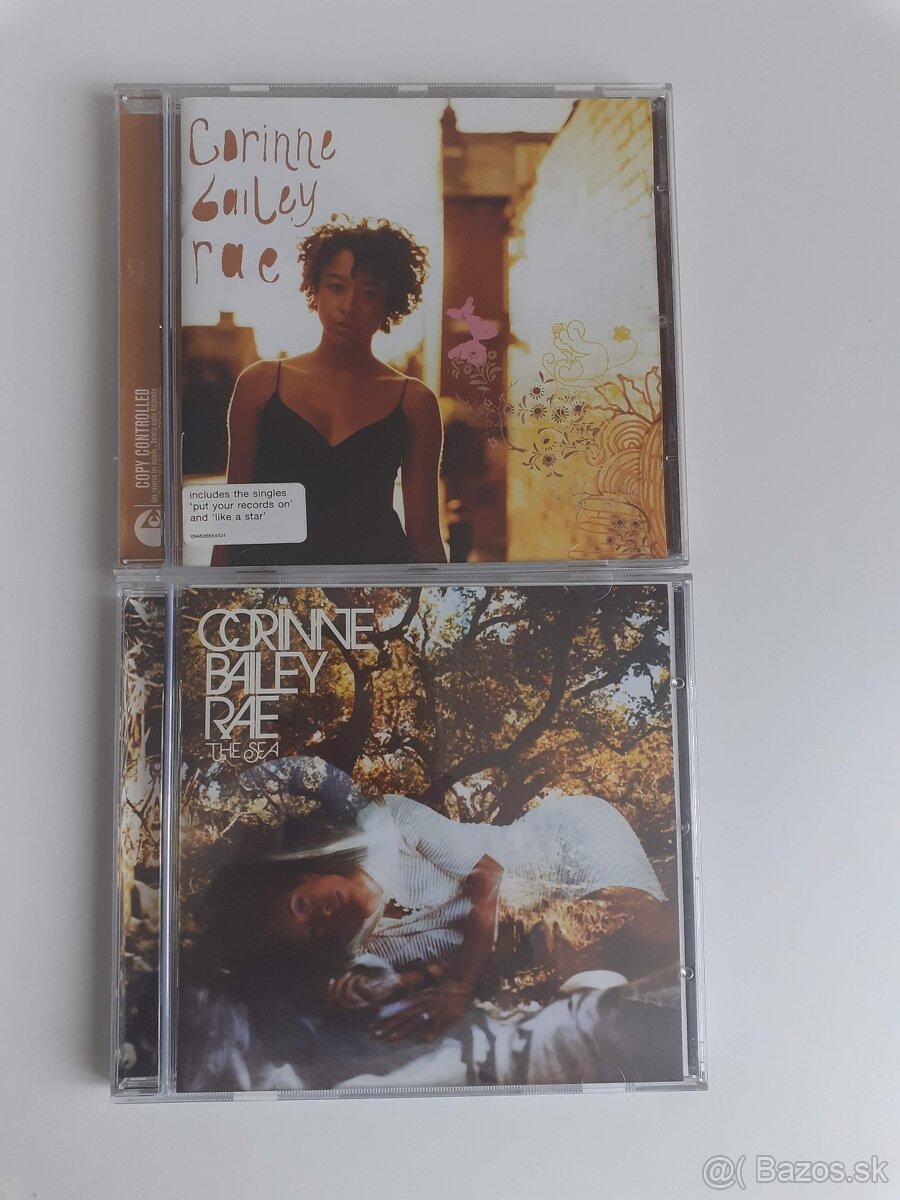 Corinne
bailey
rae
COPY CONTROLLED
includes the singles
'put your records on'
and 'like a star'
094635654424
CORINNE
BAILEY
RAE
THE SEA
@( Bazos.sk